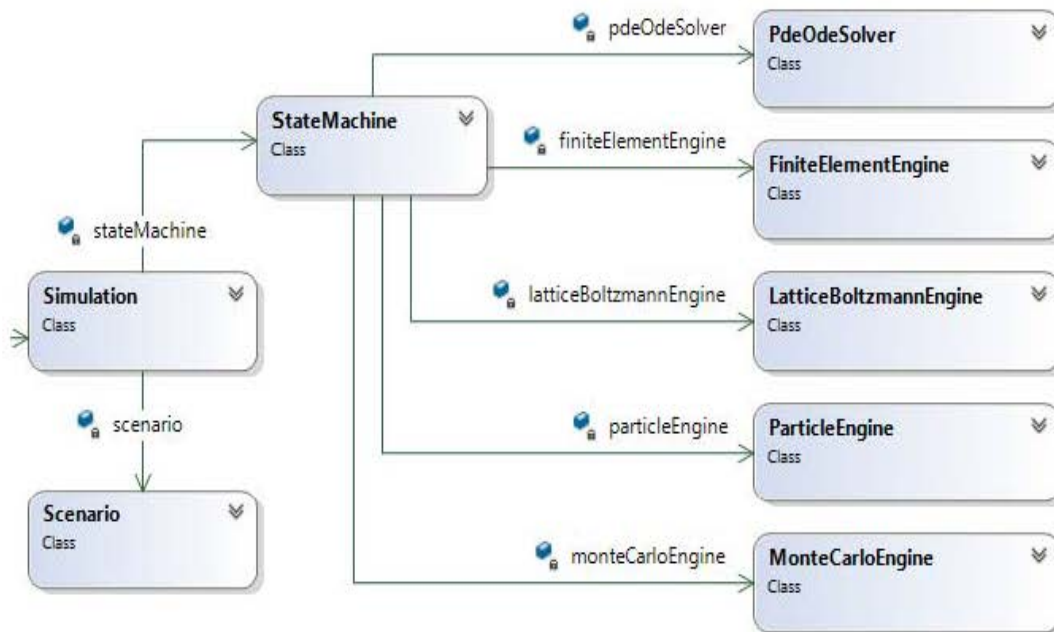 pdeOdeSolver
PdeOdeSolver
Class
StateMachine
Class
finiteElementEngine
FiniteElementEngine
Class
stateMachine
Simulation
Class
latticeBoltzmannEngine
LatticeBoltzmannEngine
Class
scenario
particleEngine
ParticleEngine
Class
Scenario
Class
monteCarloEngine
MonteCarloEngine
Class